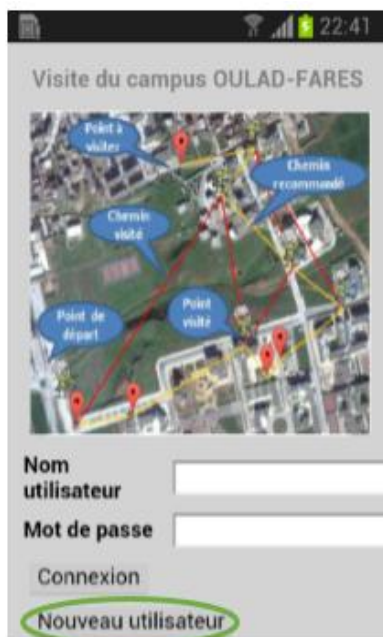 22:41
Visite du campus OULAD-FARES
Point à
visiter
Chemin
recommandé
Chemin
visité
Point de
départ
Point
visité
Nom
utilisateur
Mot de passe
Connexion
Nouveau utilisateur